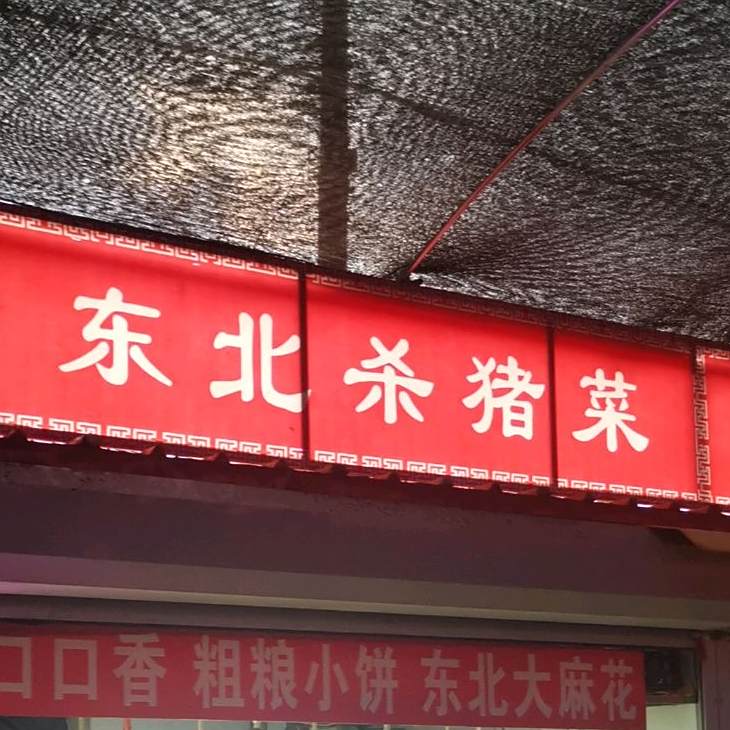 东北杀猪菜
口口香 粗粮小饼 东北大麻花